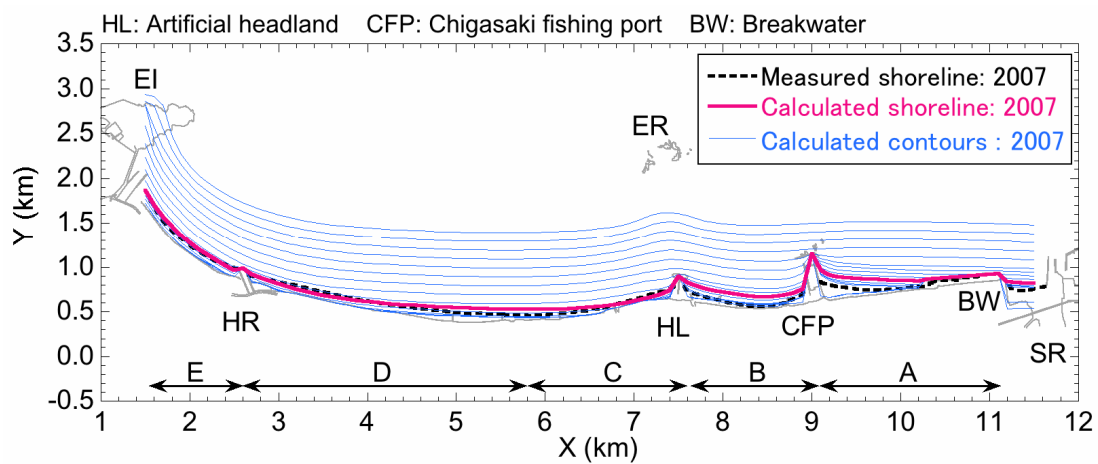 HL: Artificial headland CFP: Chigasaki fishing port BW: Breakwater
3.5
3.0
2.5
2.0
1.5
1.0
0.5
0.0
-0.5
Y (km)
EI
ER
Measured shoreline: 2007
Calculated shoreline: 2007
Calculated contours : 2007
HR
HL
CFP
BW
SR
E D C B A
1 2 3 4 5 6 7 8 9 10 11 12
X (km)